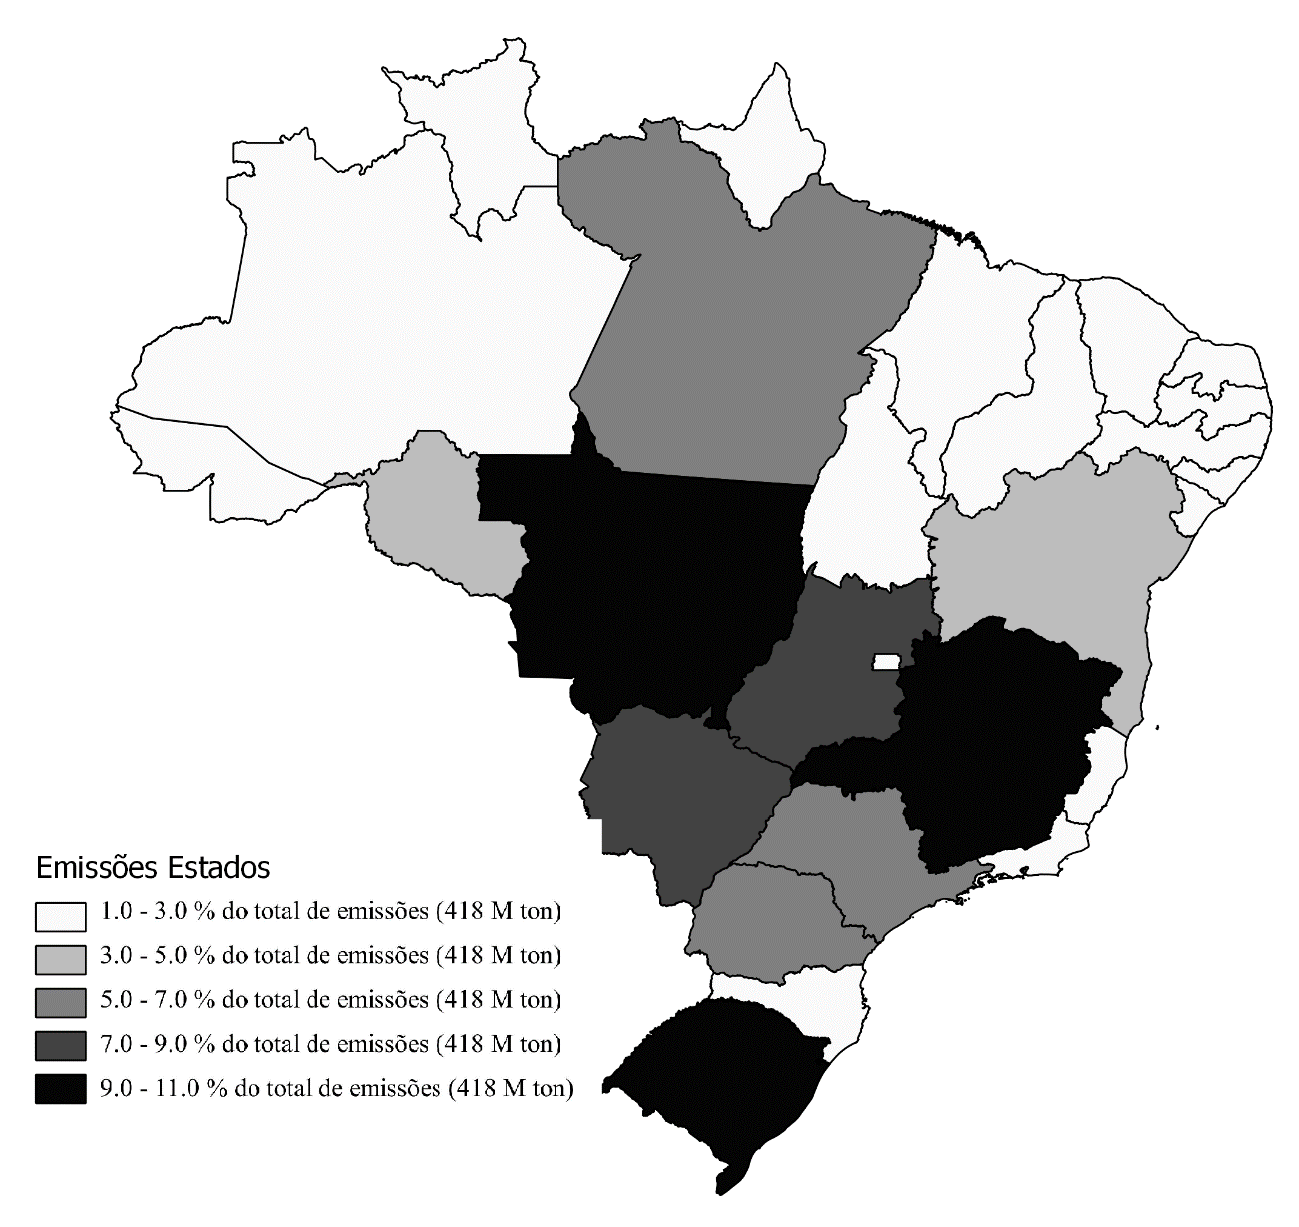 Emissões Estados
1.0 - 3.0 % do total de emissões (418 M ton)
3.0 - 5.0 % do total de emissões (418 M ton)
5.0 - 7.0 % do total de emissões (418 M ton)
7.0 - 9.0 % do total de emissões (418 M ton)
9.0 - 11.0 % do total de emissões (418 M ton)